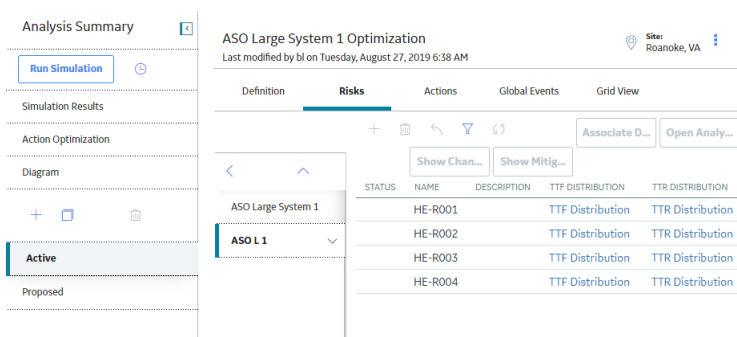 Analysis Summary
Run Simulation
Simulation Results
Action Optimization
Diagram
Active
Proposed
ASO Large System 1 Optimization
Last modified by bl on Tuesday, August 27, 2019 6:38 AM
Site:
Roanoke, VA
Definition Risks Actions Global Events Grid View
Associate D... Open Analy...
Show Chan... Show Mitig...
ASO Large System 1
ASO L 1
STATUS NAME DESCRIPTION TTF DISTRIBUTION TTR DISTRIBUTION
HE-R001 TTF Distribution TTR Distribution
HE-R002 TTF Distribution TTR Distribution
HE-R003 TTF Distribution TTR Distribution
HE-R004 TTF Distribution TTR Distribution